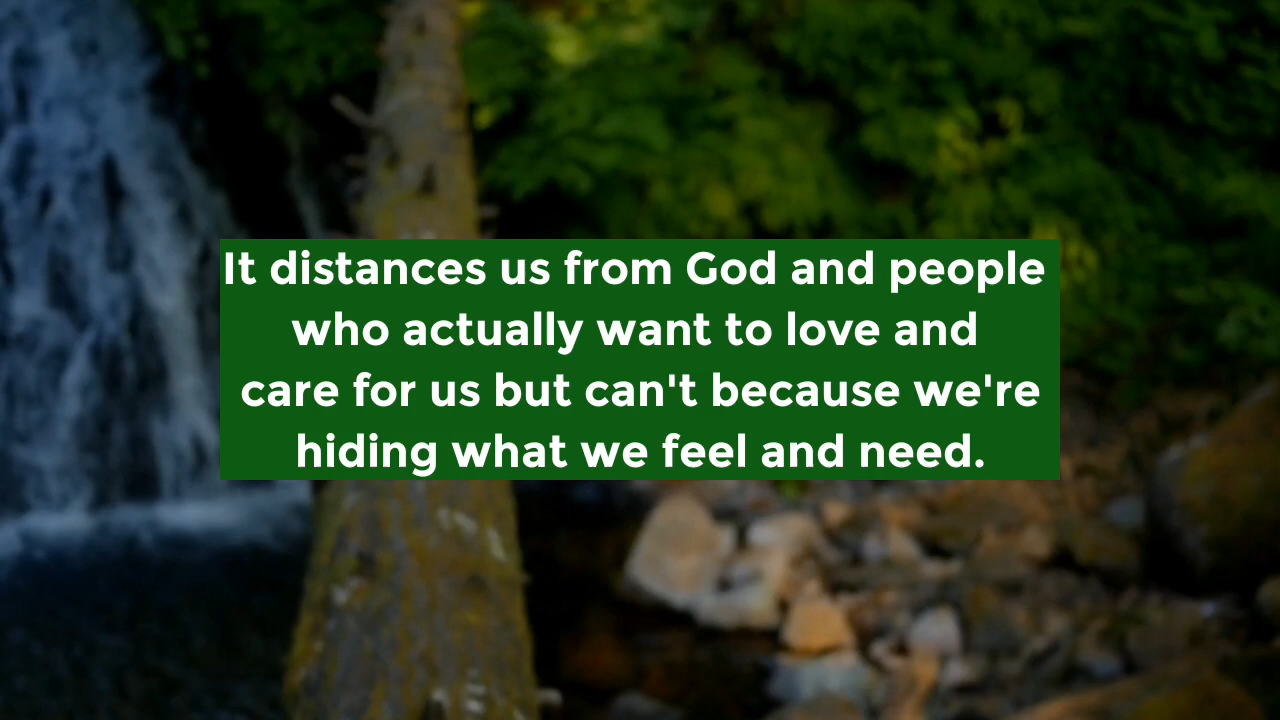 It distances us from God and people
who actually want to love and
care for us but can't because we're
hiding what we feel and need.